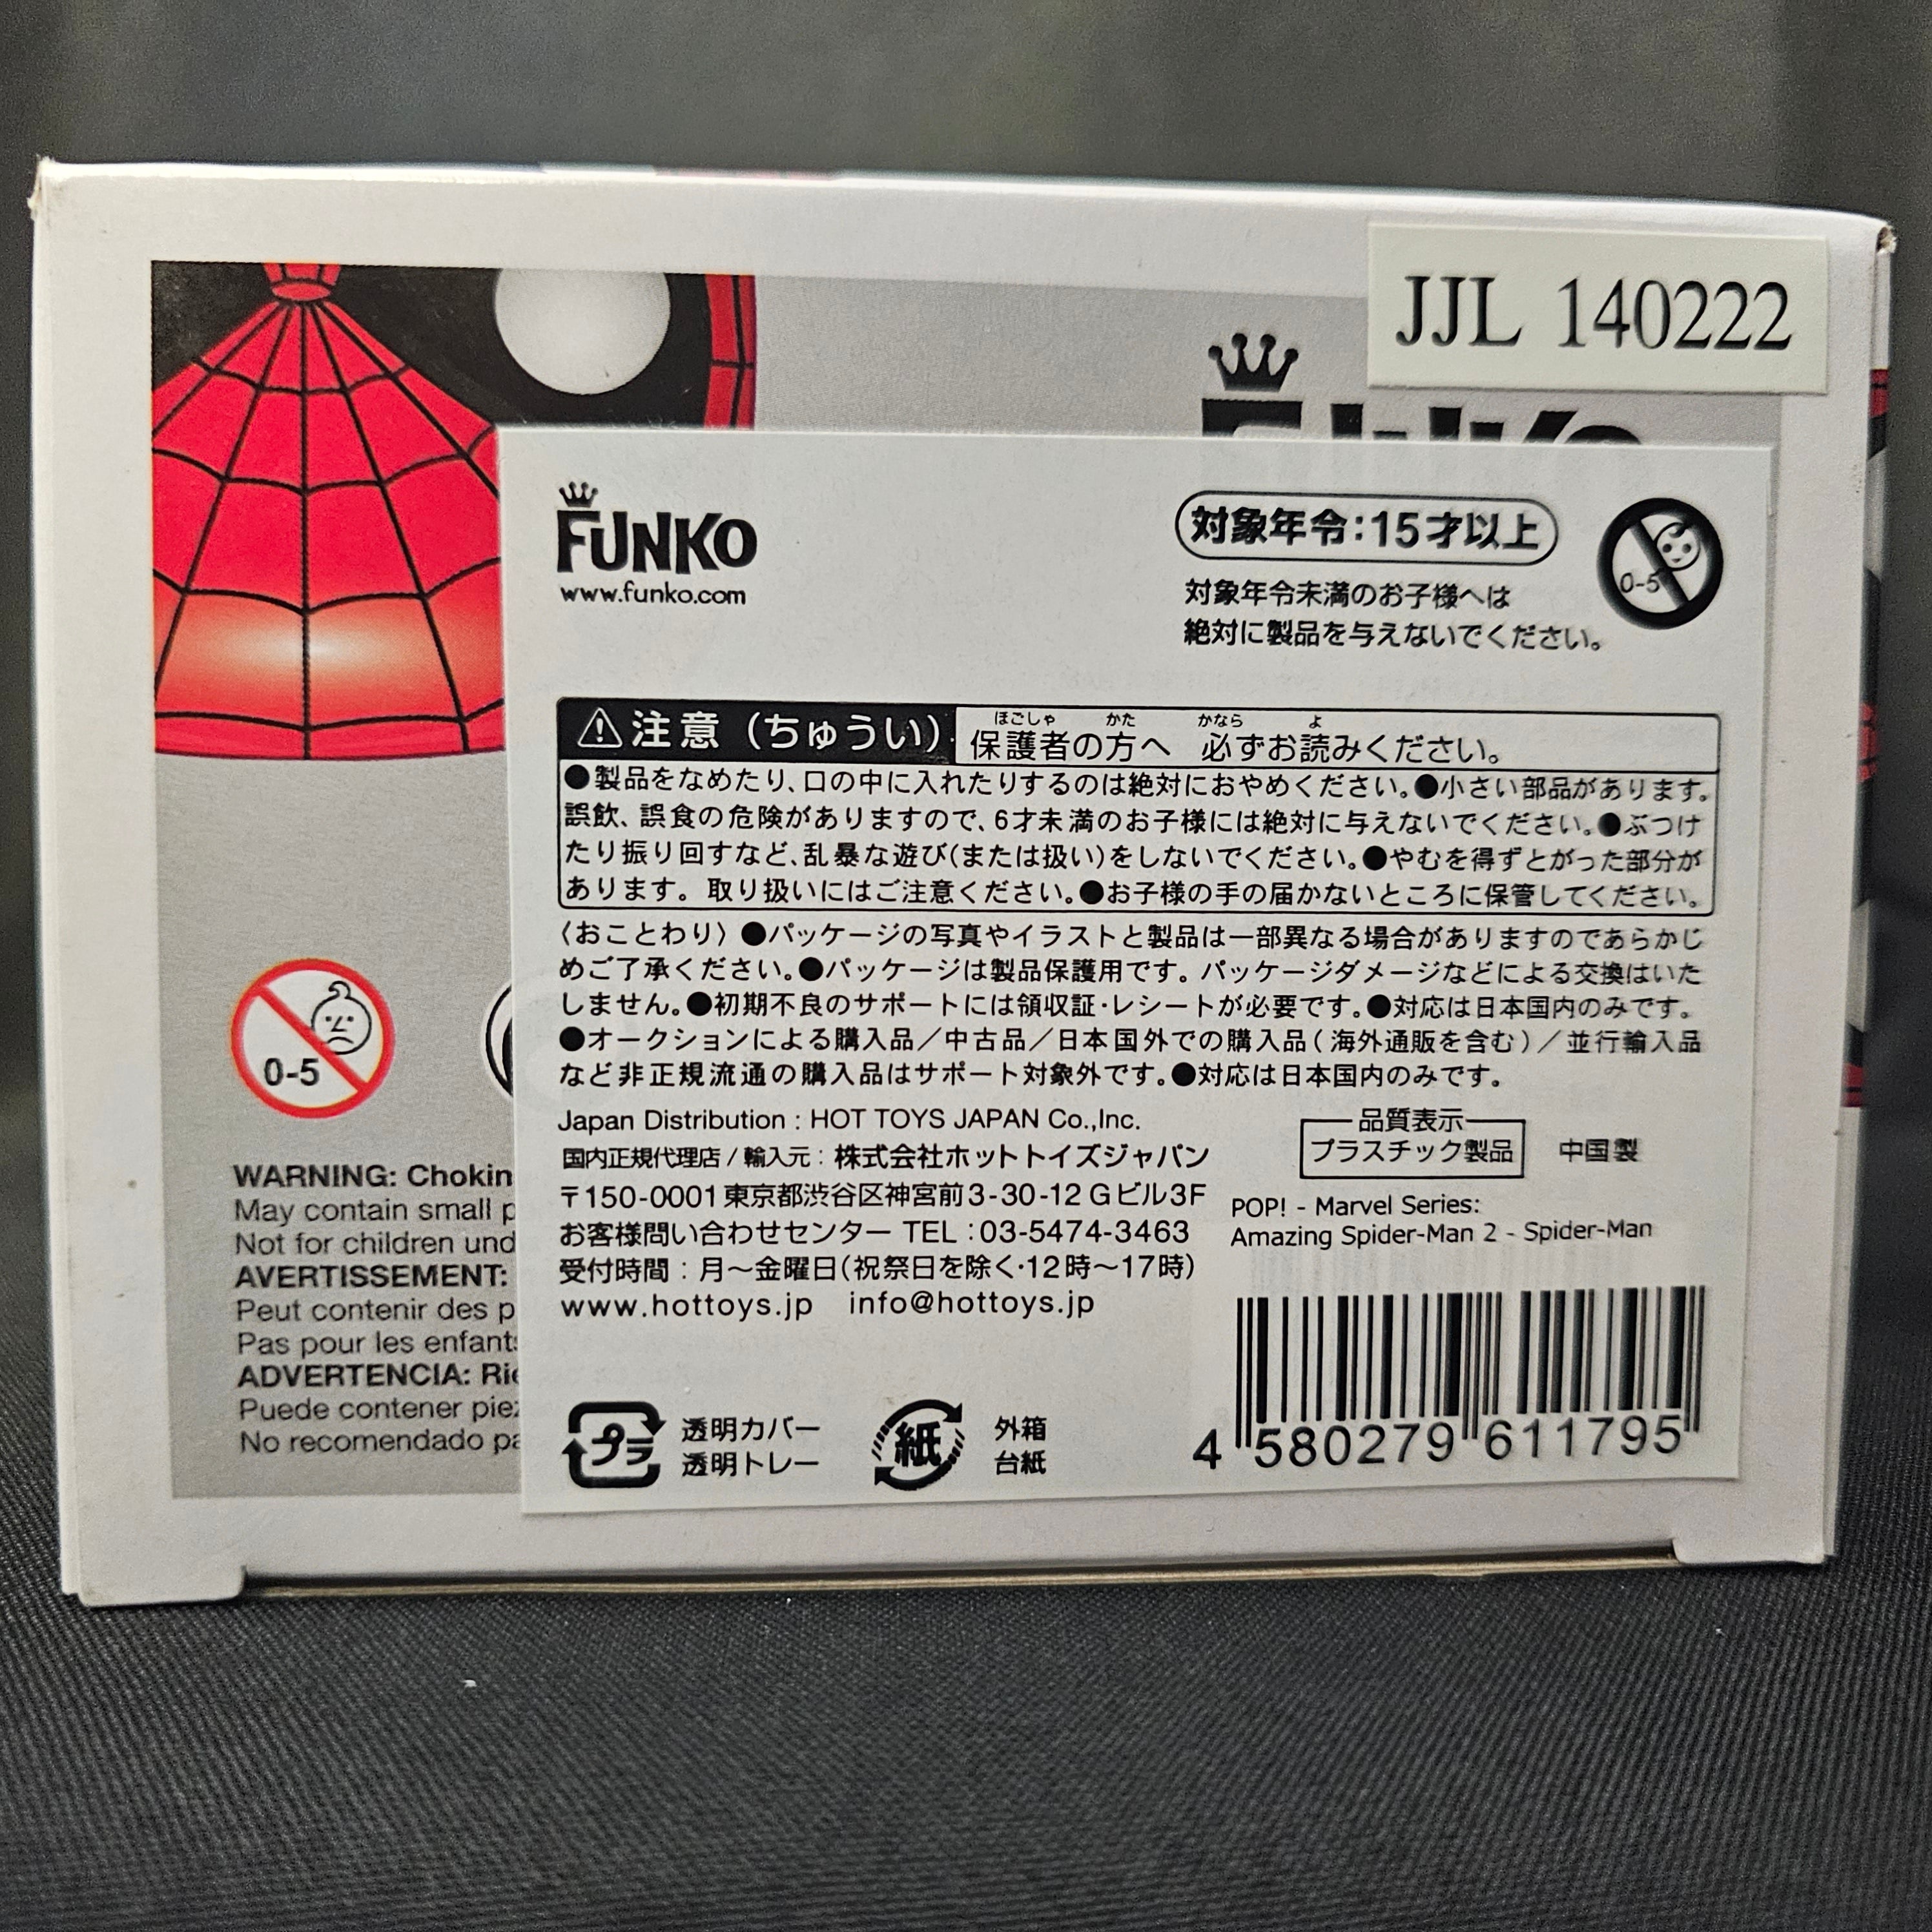 JJL 140222
FUNKO
FUNKO
www.funko.com
対象年令:15才以上
0-5
対象年令未満のお子様へは
絶対に製品を与えないでください。
⚠注意(ちゅうい)
ほごしゃ かた かなら よ
保護者の方へ 必ずお読みください。
●製品をなめたり、口の中に入れたりするのは絶対におやめください。●小さい部品があります。
誤飲、誤食の危険がありますので、6才未満のお子様には絶対に与えないでください。●ぶつけ
たり振り回すなど、乱暴な遊び(または扱い)をしないでください。●やむを得ずとがった部分が
あります。取り扱いにはご注意ください。●お子様の手の届かないところに保管してください。
〈おことわり〉●パッケージの写真やイラストと製品は一部異なる場合がありますのであらかじ
めご了承ください。●パッケージは製品保護用です。パッケージダメージなどによる交換はいた
しません。●初期不良のサポートには領収証・レシートが必要です。●対応は日本国内のみです。
●オークションによる購入品/中古品/日本国外での購入品(海外通販を含む)/並行輸入品
など非正規流通の購入品はサポート対象外です。●対応は日本国内のみです。
Japan Distribution : HOT TOYS JAPAN Co.,Inc.
国内正規代理店 / 輸入元 : 株式会社ホットトイズジャパン
〒150-0001 東京都渋谷区神宮前3-30-12 Gビル3F
お客様問い合わせセンター TEL : 03-5474-3463
受付時間 : 月〜金曜日(祝祭日を除く・12時〜17時)
www.hottoys.jp info@hottoys.jp
品質表示
プラスチック製品 中国製
POP! - Marvel Series:
Amazing Spider-Man 2 - Spider-Man
4 580279 611795
プラ
透明カバー
透明トレー
紙
外箱
台紙
0-5
WARNING: Chokin
May contain small p
Not for children und
AVERTISSEMENT:
Peut contenir des p
Pas pour les enfants
ADVERTENCIA: Rie
Puede contener piez
No recomendado pa